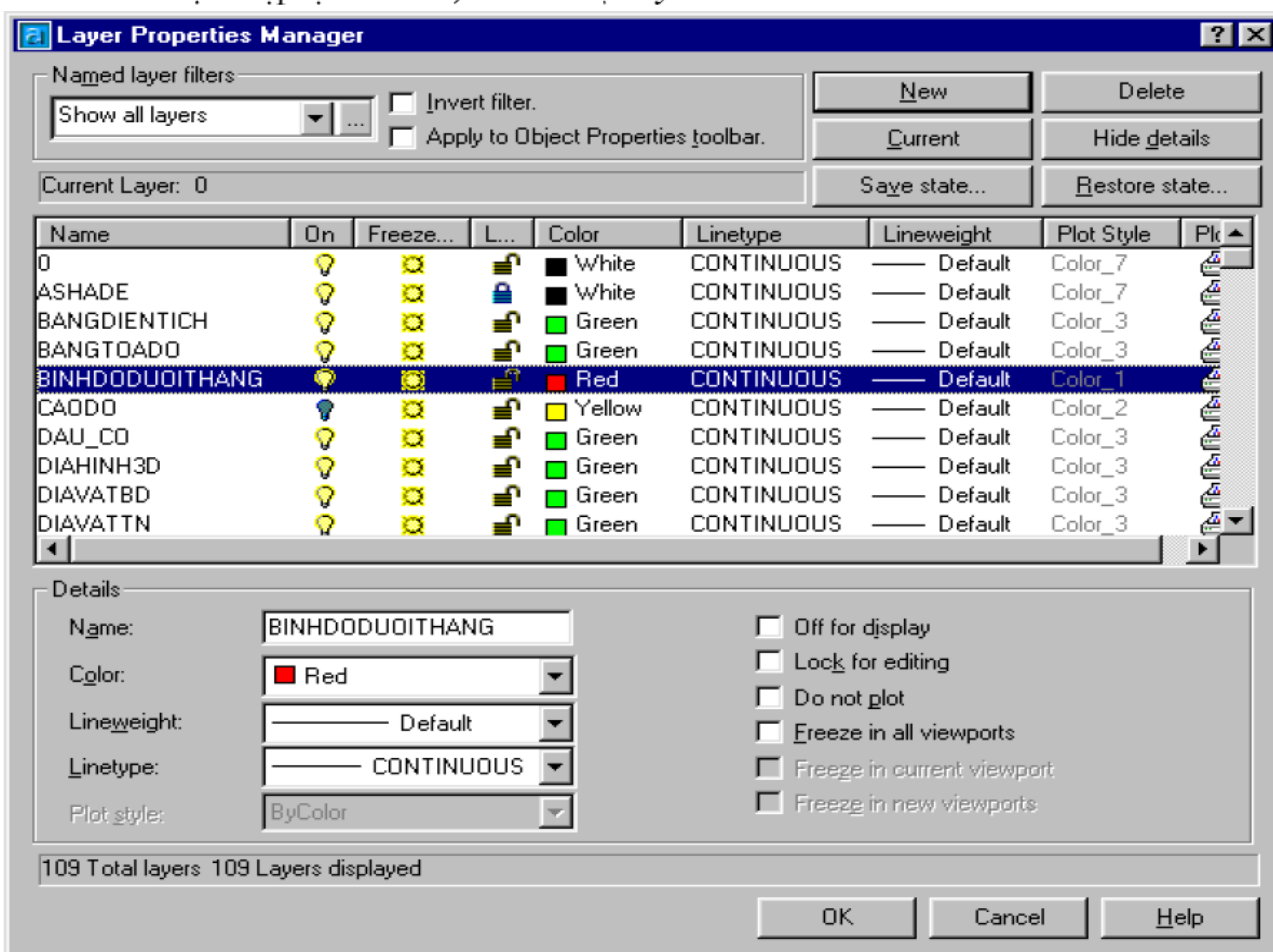 Layer Properties Manager
Named layer filters
Show all layers
...
Invert filter.
Apply to Object Properties toolbar.
New
Delete
Current
Hide details
Current Layer: 0
Save state...
Restore state...
Name On Freeze... L... Color Linetype Lineweight Plot Style
0 White CONTINUOUS Default Color_7
ASHADE White CONTINUOUS Default Color_7
BANGDIENTICH Green CONTINUOUS Default Color_3
BANGTOADO Green CONTINUOUS Default Color_3
BINHDODUOITHANG Red CONTINUOUS Default Color_1
CAODO Yellow CONTINUOUS Default Color_2
DAU_CO Green CONTINUOUS Default Color_3
DIAHINH3D Green CONTINUOUS Default Color_3
DIAVATBD Green CONTINUOUS Default Color_3
DIAVATTN Green CONTINUOUS Default Color_3
Details
Name: BINHDODUOITHANG
Off for display
Color: Red
Lock for editing
Do not plot
Lineweight: Default
Freeze in all viewports
Linetype: CONTINUOUS
Freeze in current viewport
Plot style: ByColor
Freeze in new viewports
109 Total layers 109 Layers displayed
OK
Cancel
Help